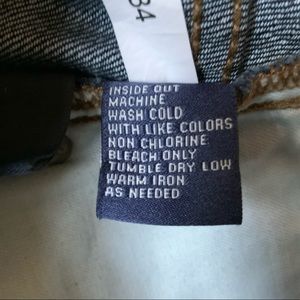 34
INSIDE OUT
MACHINE
WASH COLD
WITH LIKE COLORS
NON CHLORINE
BLEACH ONLY
TUMBLE DRY LOW
WARM IRON
AS NEEDED